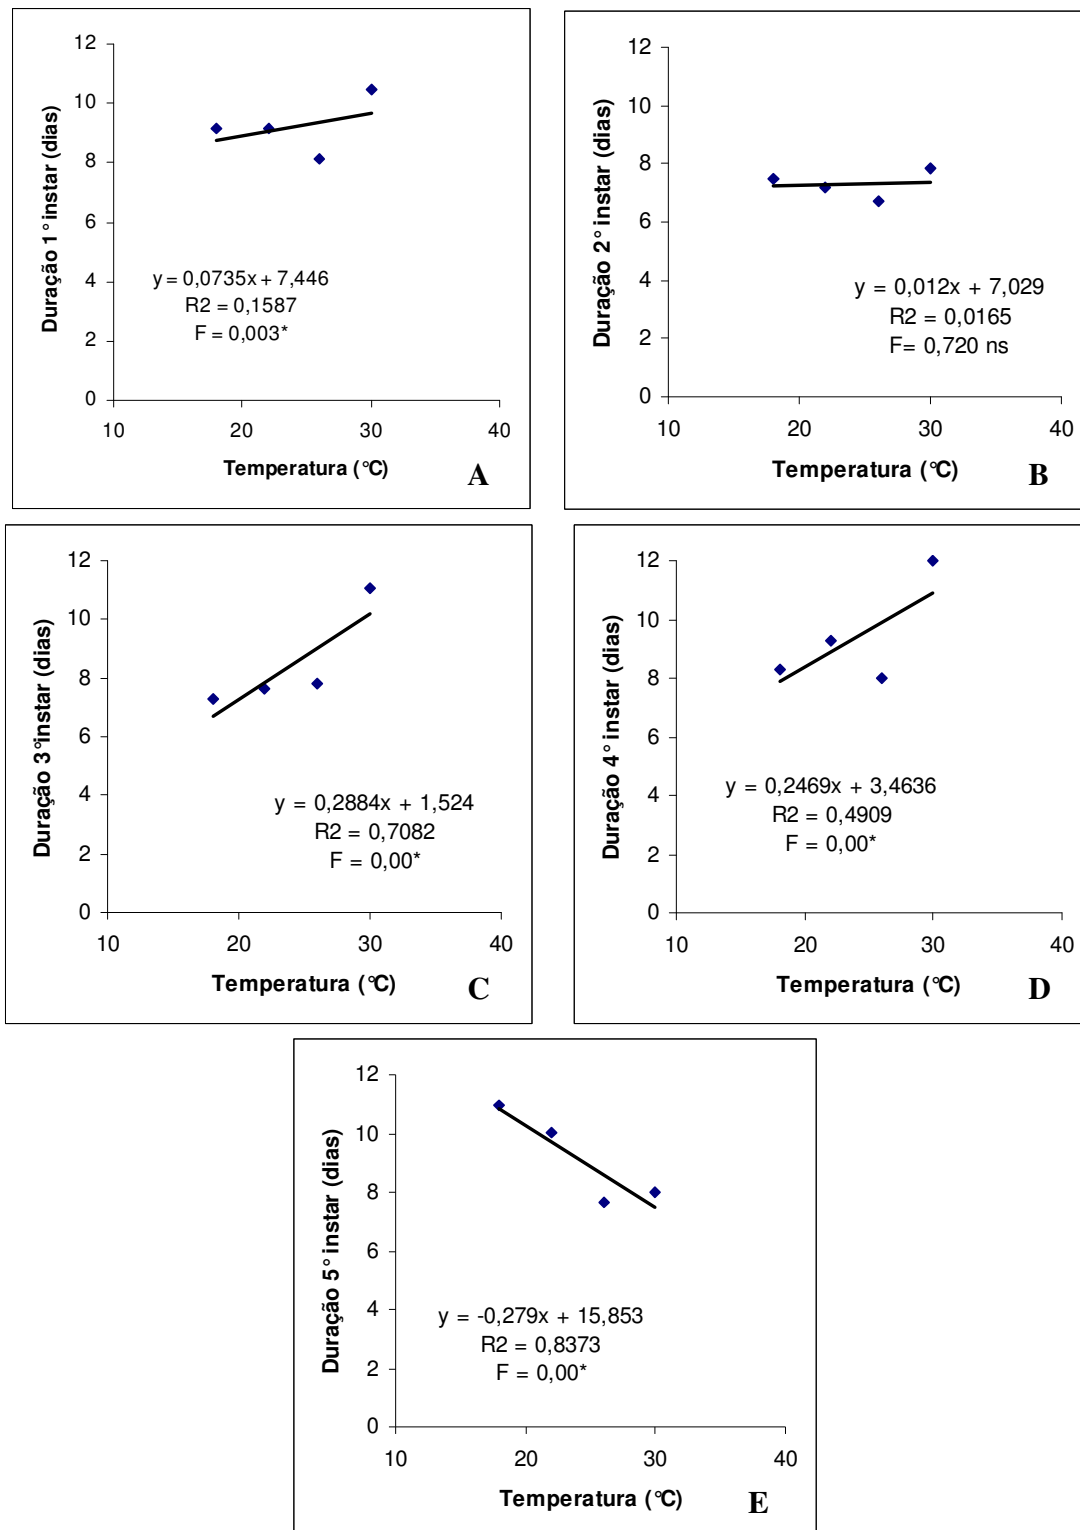 12
10
8
6
4
2
0
10
20
30
40
Duração 1° instar (dias)
y = 0,0735x + 7,446
R2 = 0,1587
F = 0,003*
Temperatura (°C)
A
12
10
8
6
4
2
0
10
20
30
40
Duração 2° instar (dias)
y = 0,012x + 7,029
R2 = 0,0165
F= 0,720 ns
Temperatura (°C)
B
12
10
8
6
4
2
0
10
20
30
40
Duração 3°instar (dias)
y = 0,2884x + 1,524
R2 = 0,7082
F = 0,00*
Temperatura (°C)
C
12
10
8
6
4
2
0
10
20
30
40
Duração 4° instar (dias)
y = 0,2469x + 3,4636
R2 = 0,4909
F = 0,00*
Temperatura (°C)
D
12
10
8
6
4
2
0
10
20
30
40
Duração 5° instar (dias)
y = -0,279x + 15,853
R2 = 0,8373
F = 0,00*
Temperatura (°C)
E